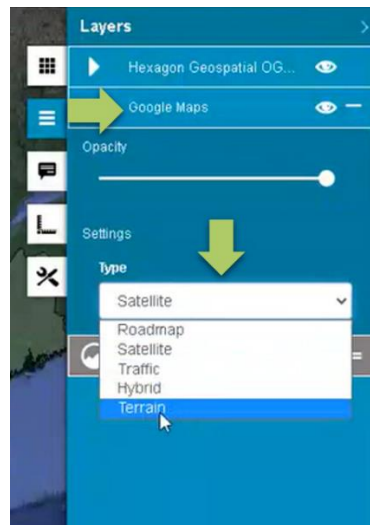 Layers
Hexagon Geospatial OG...
Google Maps
Opacity
Settings
Type
Satellite
Roadmap
Satellite
Traffic
Hybrid
Terrain